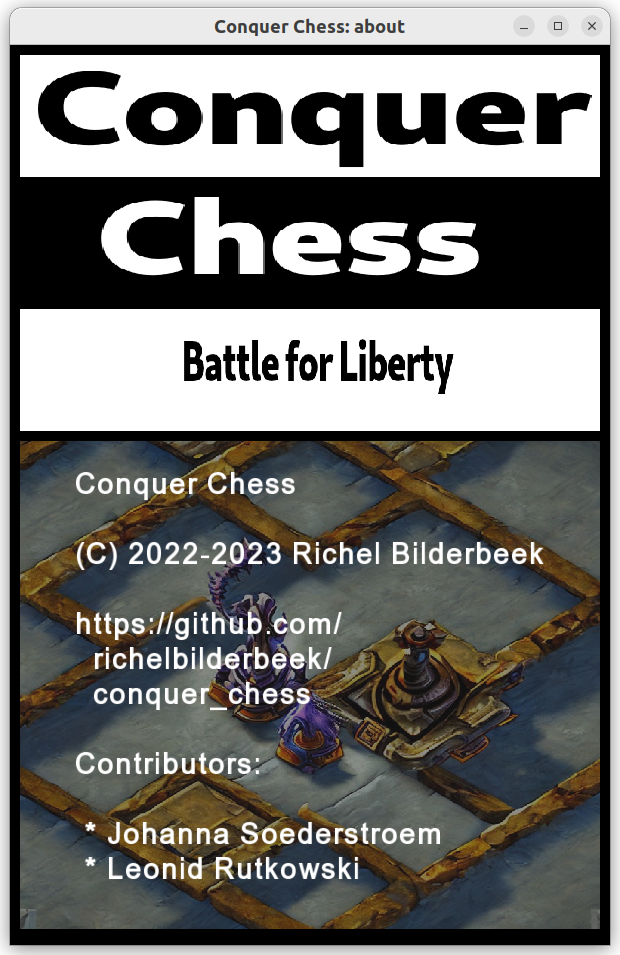 Conquer Chess: about
Conquer
Chess
Battle for Liberty
Conquer Chess
(C) 2022-2023 Richel Bilderbeek
https://github.com/
richelbilderbeek/
conquer_chess
Contributors:
* Johanna Soederstroem
* Leonid Rutkowski